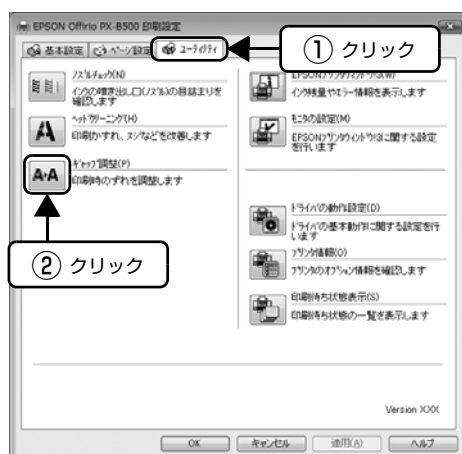 EPSON Offirio PX-B500 印刷設定
基本設定 ページ設定 ユーティリティ
① クリック
ノズルチェック(N)
インクの噴き出し口(ノズル)の目詰まりを
確認します
ヘッドクリーニング(H)
印刷かすれ、スジなどを改善します
ギャップ調整(P)
印刷時のずれを調整します
② クリック
EPSONプリンタウィンドウ!3(W)
インク残量やエラー情報を表示します
モニタの設定(M)
EPSONプリンタウィンドウ!3に関する設定
を行います
ドライバの動作設定(D)
ドライバの基本動作に関する設定を行
います
プリンタ情報(O)
プリンタのオプション情報を確認します
印刷待ち状態表示(S)
印刷待ち状態の一覧を表示します
Version X.XX
OK キャンセル 適用(A) ヘルプ